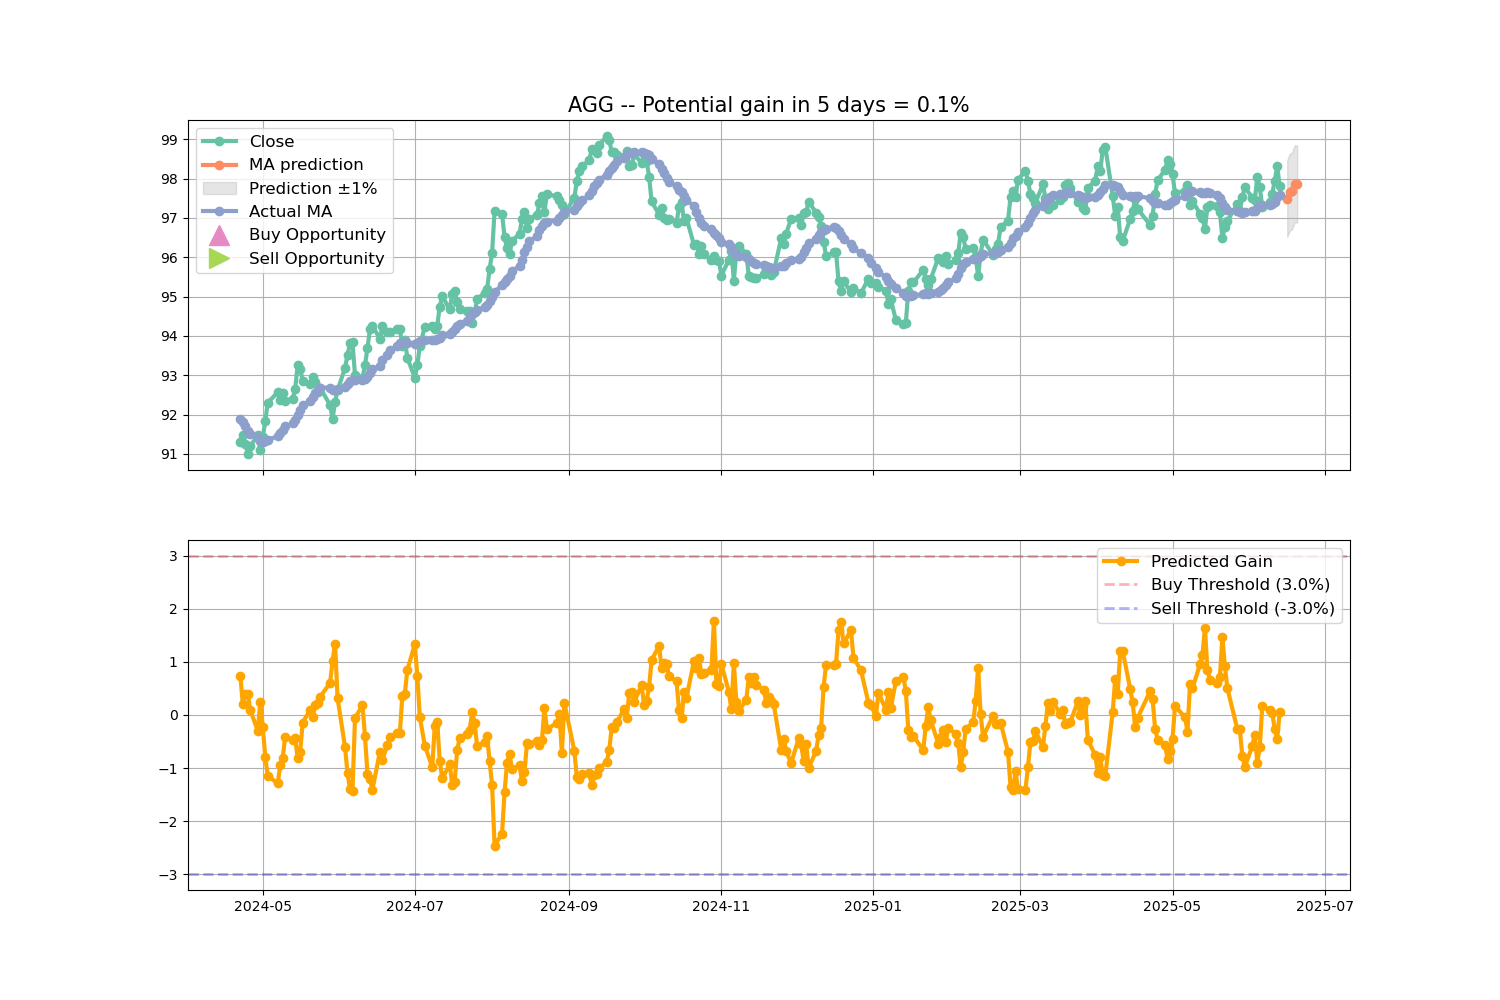 AGG -- Potential gain in 5 days = 0.1%
99
98
97
96
95
94
93
92
91
Close
MA prediction
Prediction ±1%
Actual MA
Buy Opportunity
Sell Opportunity
3
2
1
0
−1
−2
−3
Predicted Gain
Buy Threshold (3.0%)
Sell Threshold (-3.0%)
2024-05 2024-07 2024-09 2024-11 2025-01 2025-03 2025-05 2025-07